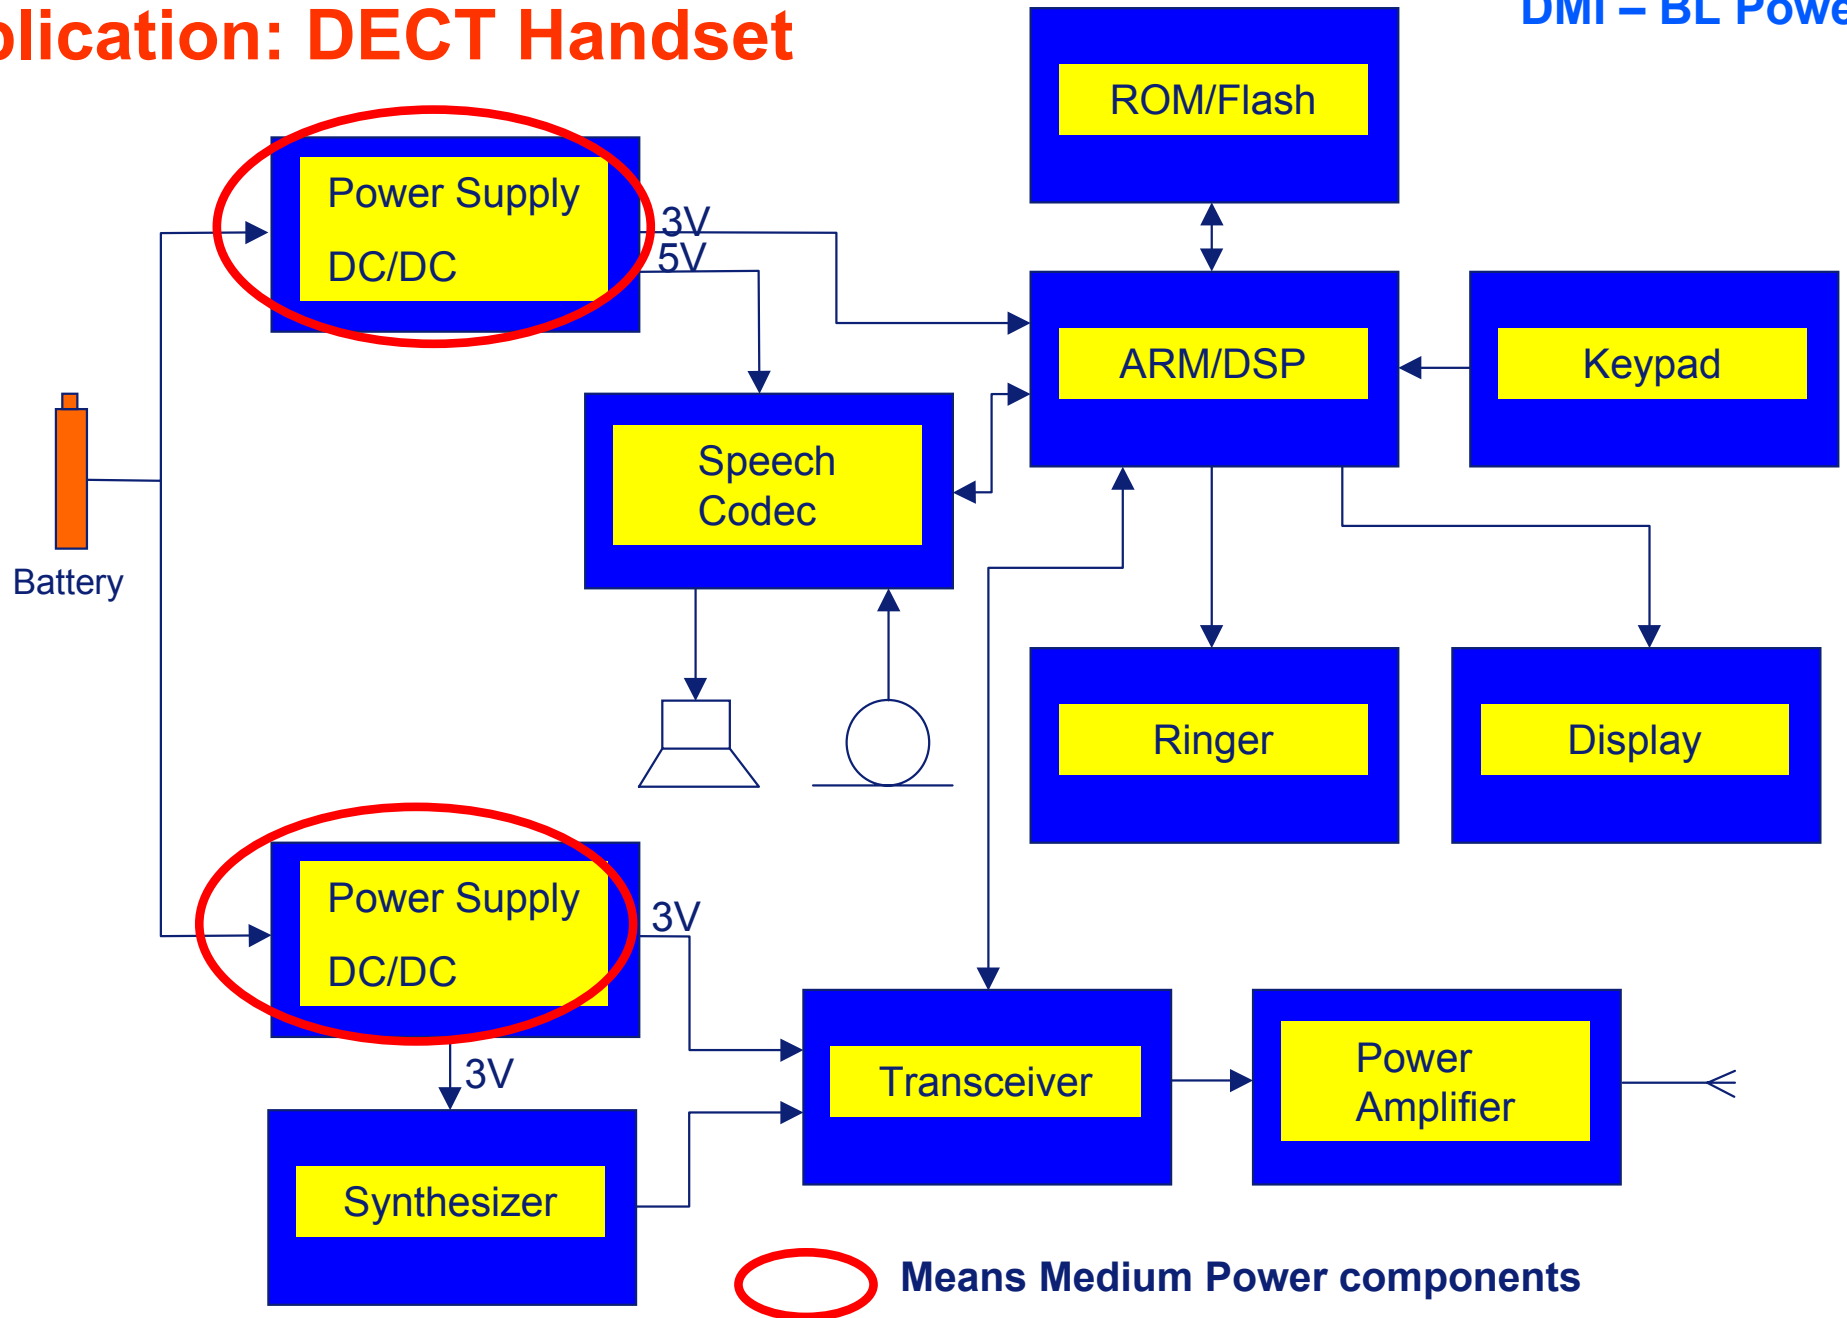 plication: DECT Handset
DMI – BL Powe
ROM/Flash
Power Supply
DC/DC
3V
5V
ARM/DSP
Keypad
Speech
Codec
Battery
Ringer
Display
Power Supply
DC/DC
3V
3V
Transceiver
Power
Amplifier
Synthesizer
Means Medium Power components